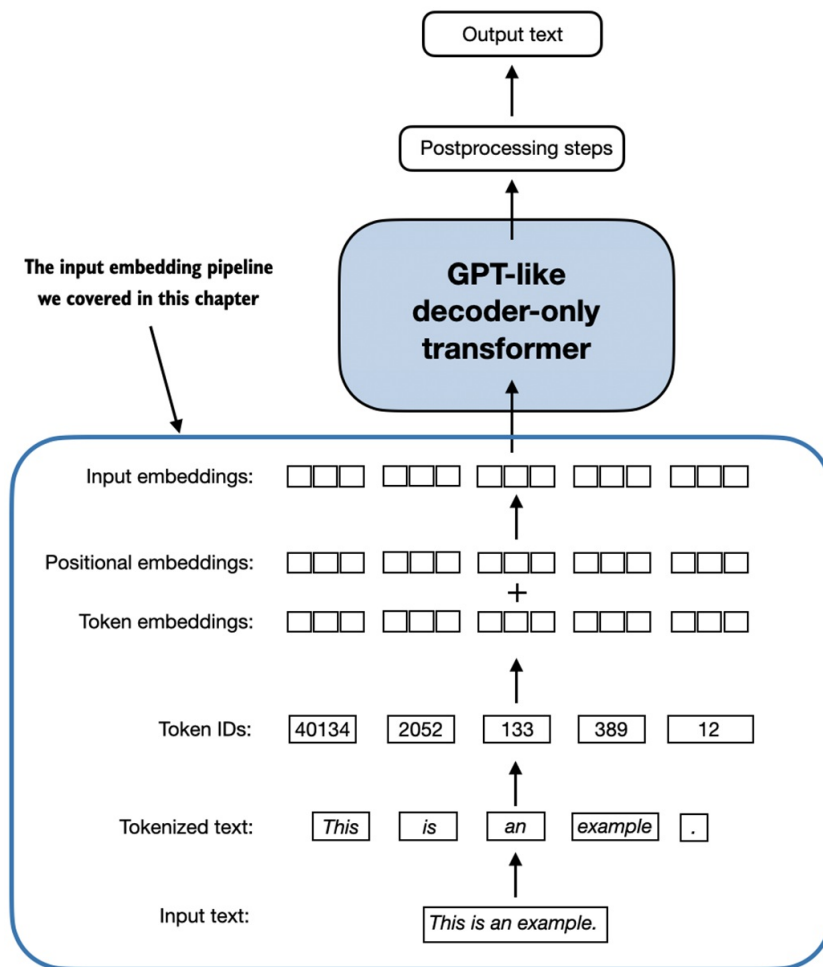 Output text
Postprocessing steps
GPT-like
decoder-only
transformer
The input embedding pipeline
we covered in this chapter
Input embeddings:
Positional embeddings:
+
Token embeddings:
Token IDs: 40134 2052 133 389 12
Tokenized text: This is an example .
Input text: This is an example.